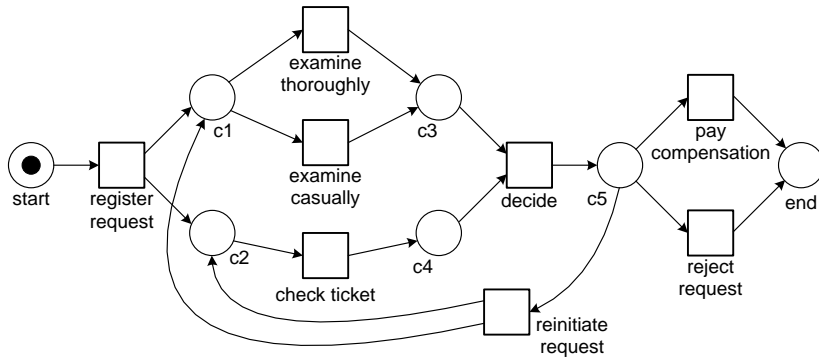 examine
thoroughly
c1
c3
pay
compensation
examine
casually
start
register
request
decide
c5
end
c2
c4
check ticket
reject
request
reinitiate
request